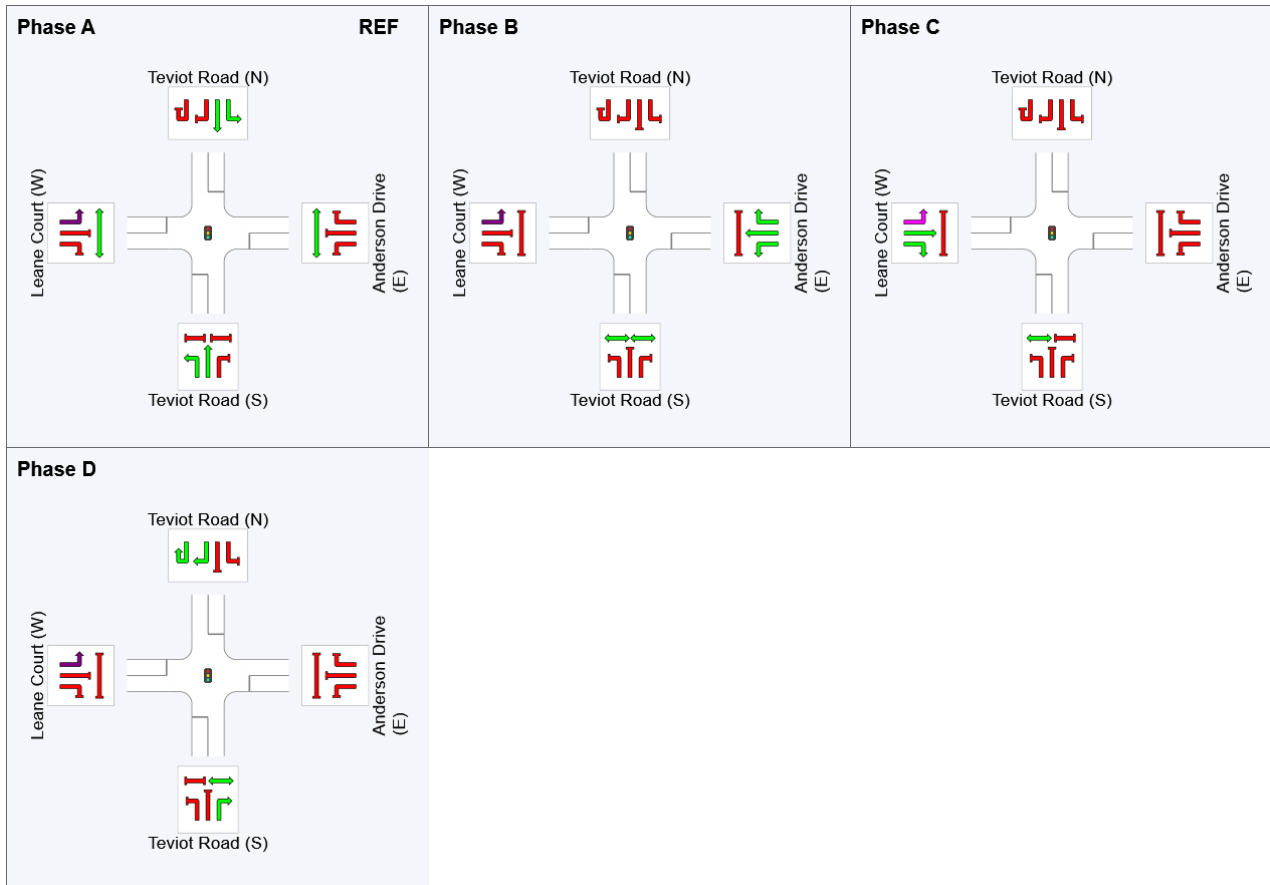 Phase A
REF
Teviot Road (N)
Leane Court (W)
Anderson Drive
(E)
Teviot Road (S)
Phase B
Teviot Road (N)
Leane Court (W)
Anderson Drive
(E)
Teviot Road (S)
Phase C
Teviot Road (N)
Leane Court (W)
Anderson Drive
(E)
Teviot Road (S)
Phase D
Teviot Road (N)
Leane Court (W)
Anderson Drive
(E)
Teviot Road (S)